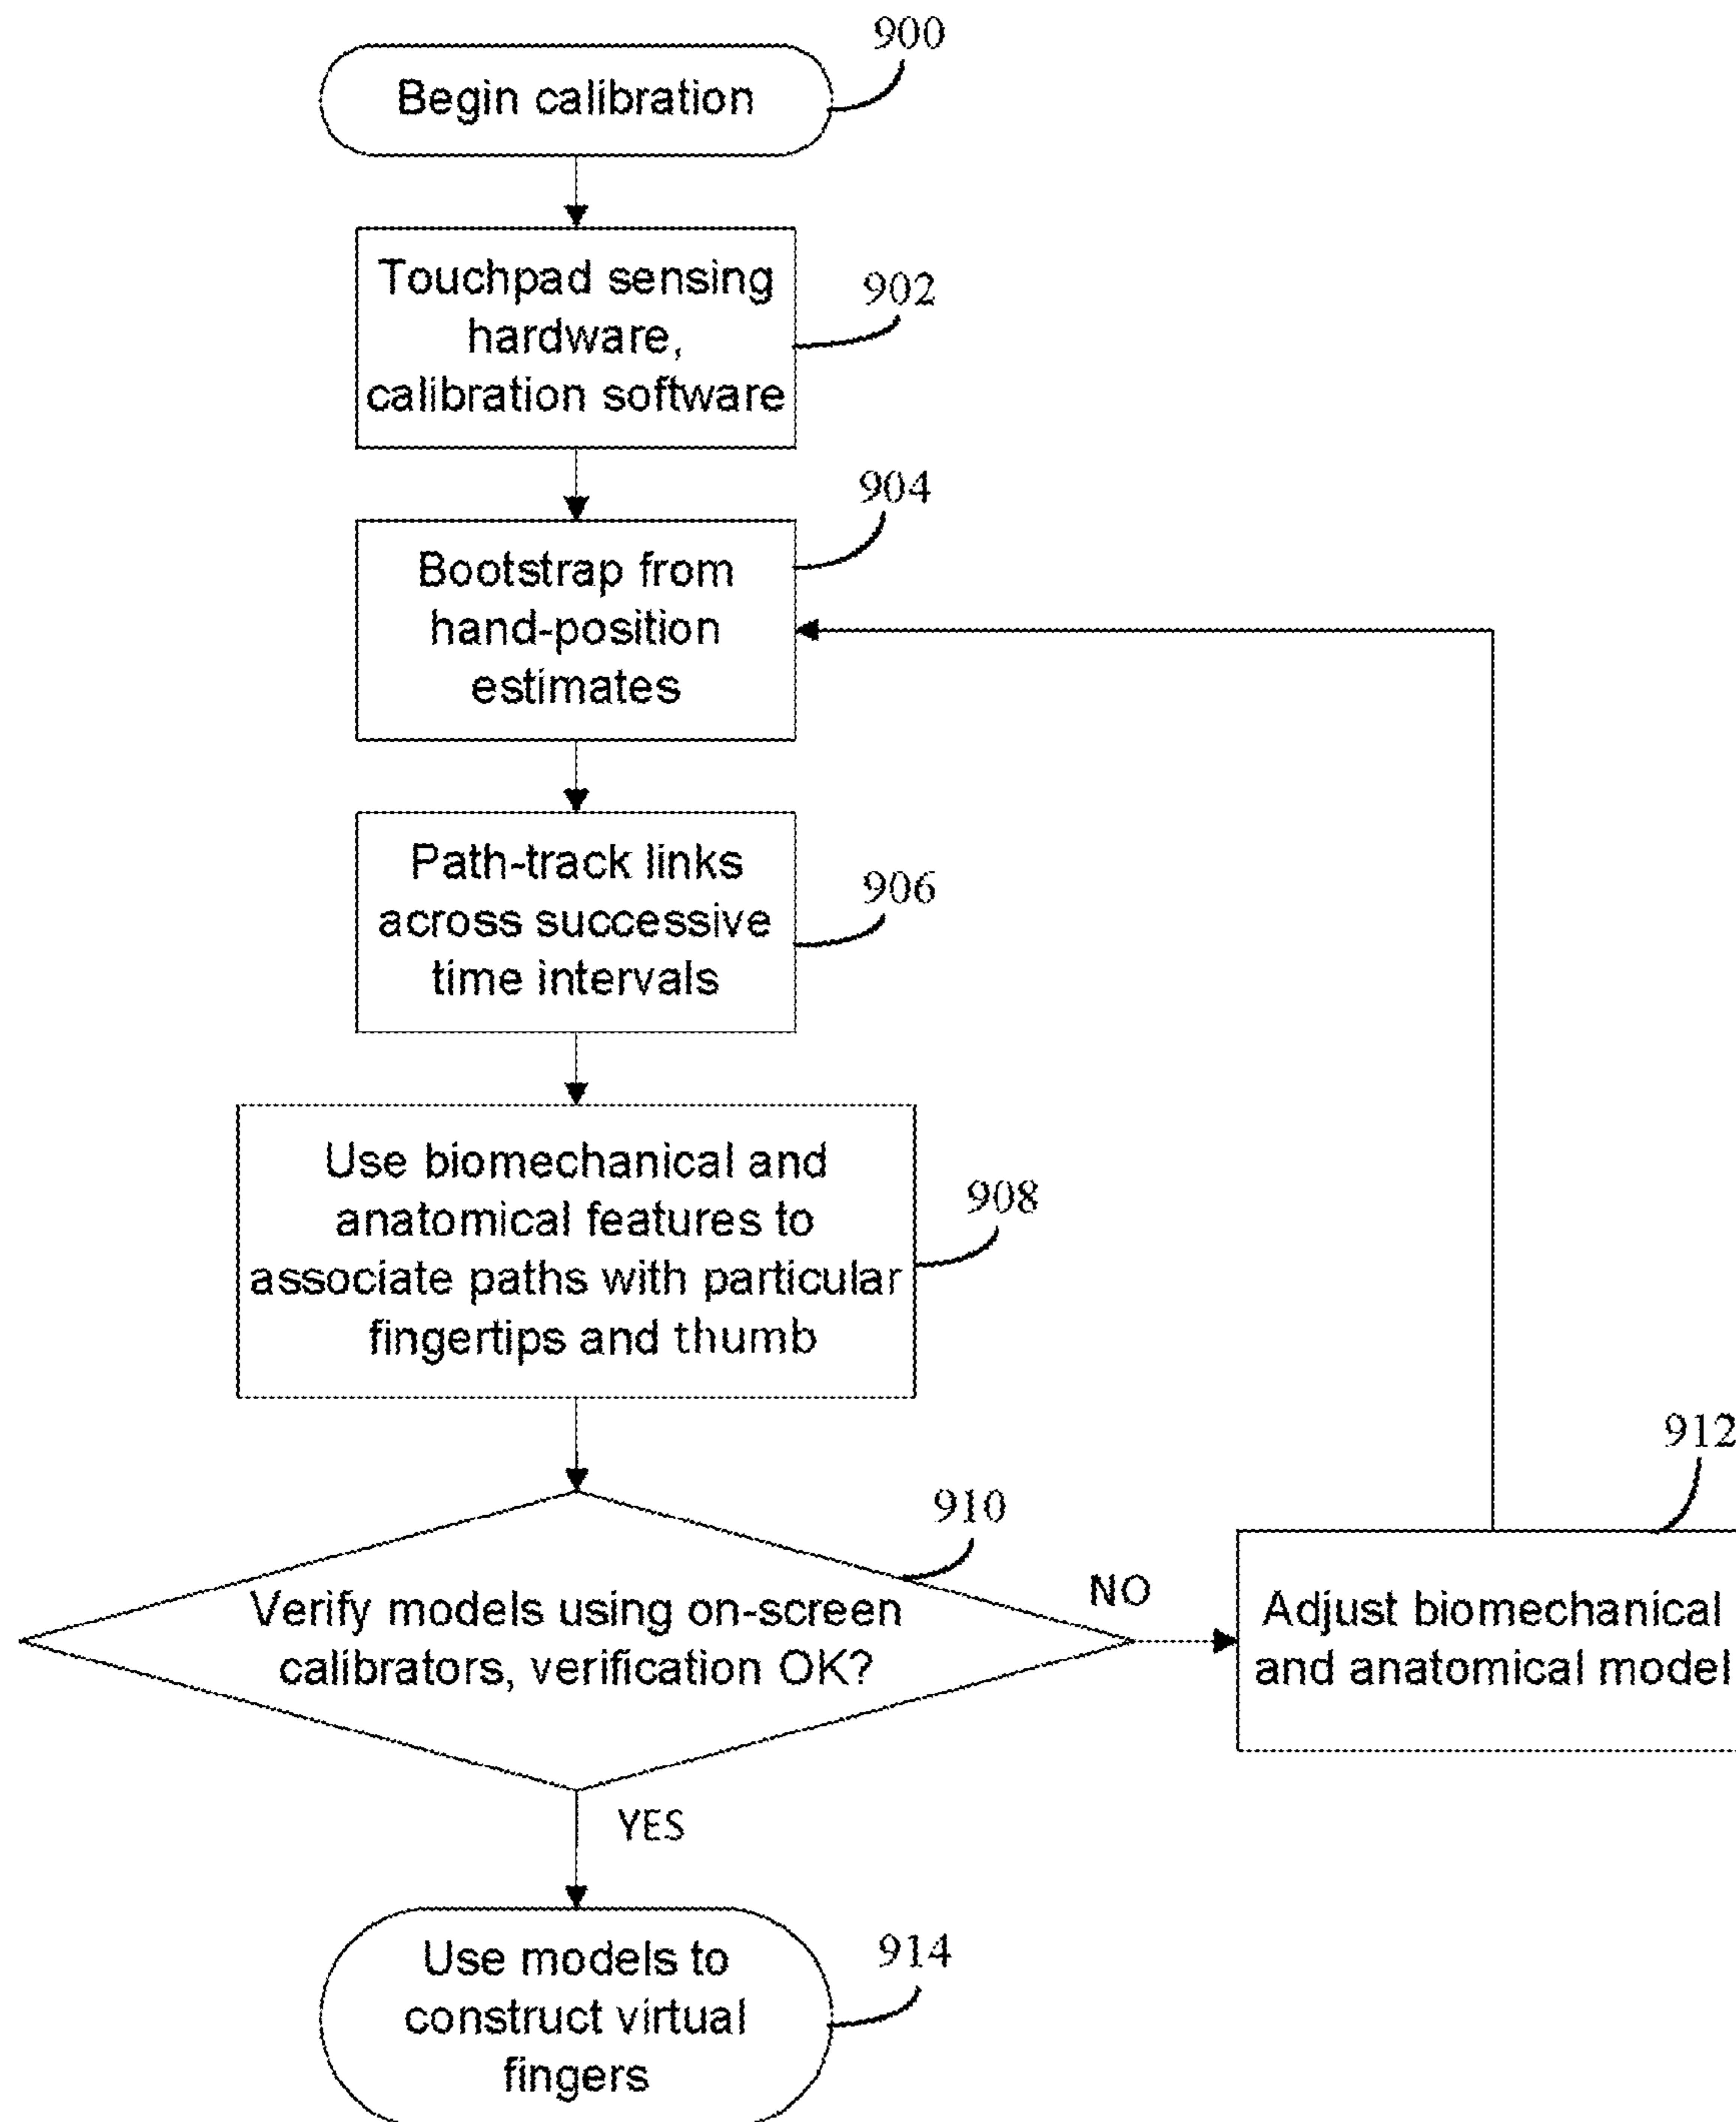 900
Begin calibration
Touchpad sensing
hardware,
calibration software
902
904
Bootstrap from
hand-position
estimates
Path-track links
across successive
time intervals
906
Use biomechanical and
anatomical features to
associate paths with particular
fingertips and thumb
908
912
910
Verify models using on-screen
calibrators, verification OK?
NO
Adjust biomechanical
and anatomical model
YES
Use models to
construct virtual
fingers
914